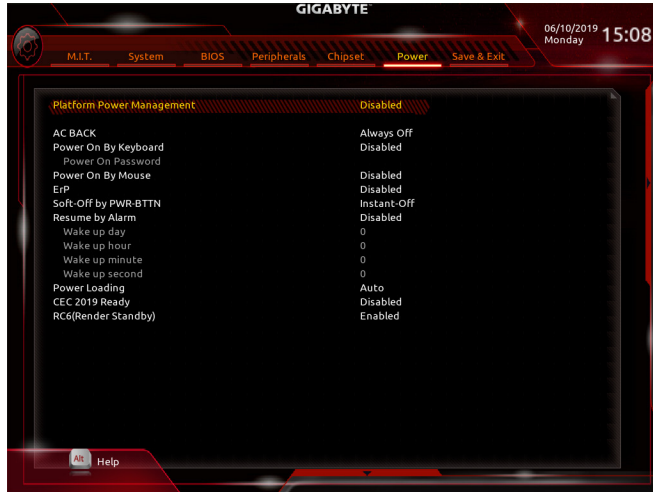 GIGABYTE™
06/10/2019 15:08
Monday
M.I.T. System BIOS Peripherals Chipset Power Save & Exit
Platform Power Management Disabled
AC BACK Always Off
Power On By Keyboard Disabled
Power On Password
Power On By Mouse Disabled
ErP Disabled
Soft-Off by PWR-BTTN Instant-Off
Resume by Alarm Disabled
Wake up day 0
Wake up hour 0
Wake up minute 0
Wake up second 0
Power Loading Auto
CEC 2019 Ready Disabled
RC6(Render Standby) Enabled
Alt Help